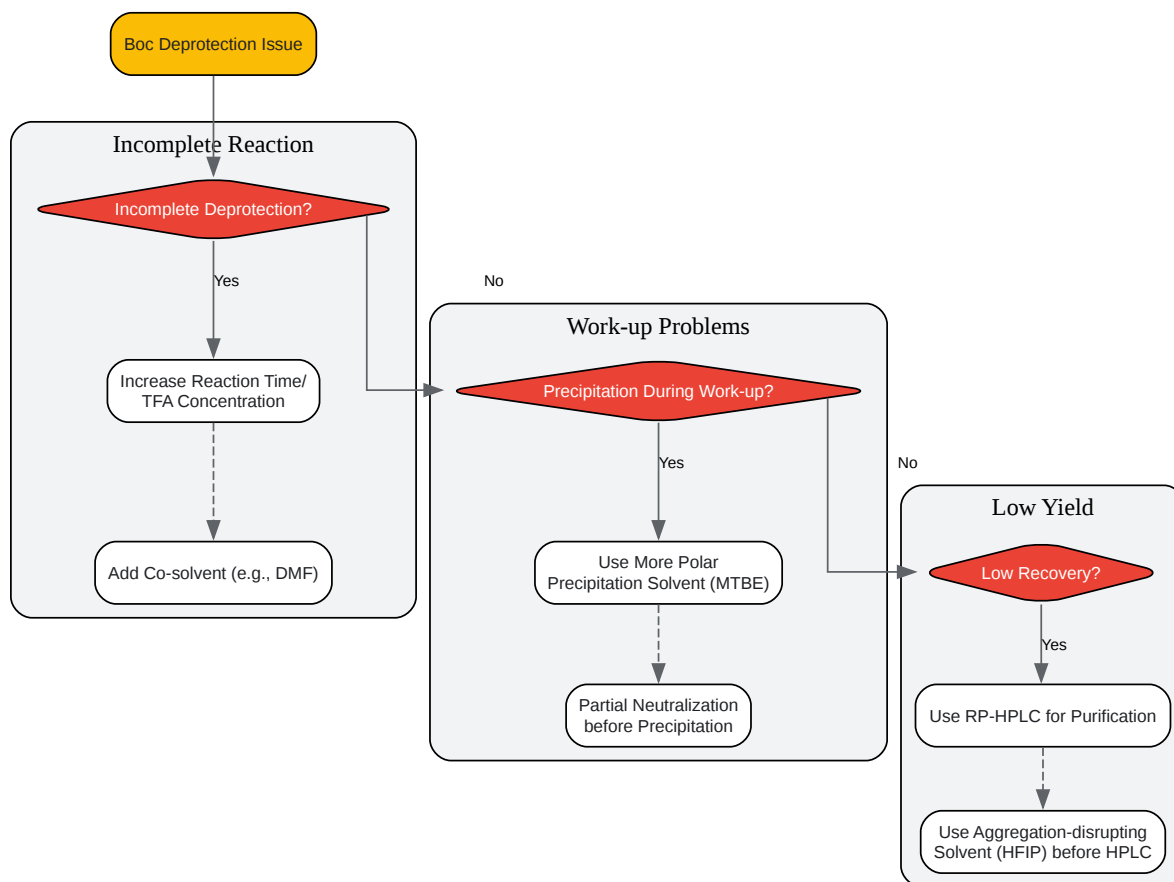 Boc Deprotection Issue
Incomplete Reaction
Incomplete Deprotection?
Yes
No
Increase Reaction Time/
TFA Concentration
Add Co-solvent (e.g., DMF)
Work-up Problems
Precipitation During Work-up?
Yes
No
Use More Polar
Precipitation Solvent (MTBE)
Partial Neutralization
before Precipitation
Low Yield
Low Recovery?
Yes
Use RP-HPLC for Purification
Use Aggregation-disrupting
Solvent (HFIP) before HPLC